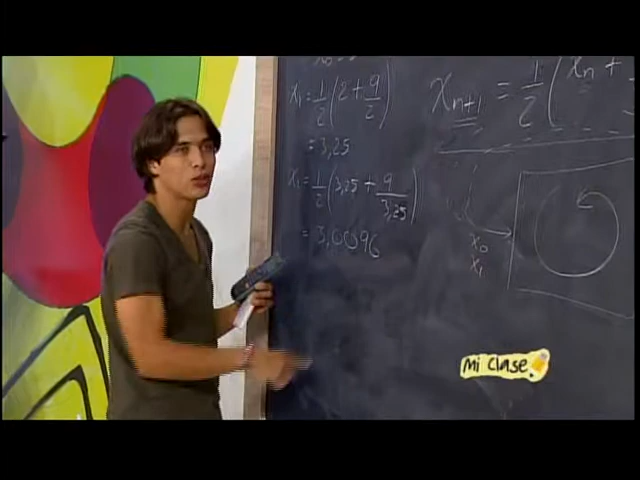 x₁ = 1/2 (2 + 9/2)
= 3,25
x₁ = 1/2 (3,25 + 9/3,25)
= 3,0096
xₙ₊₁ = 1/2 (xₙ +
x₀
x₁
mi clase